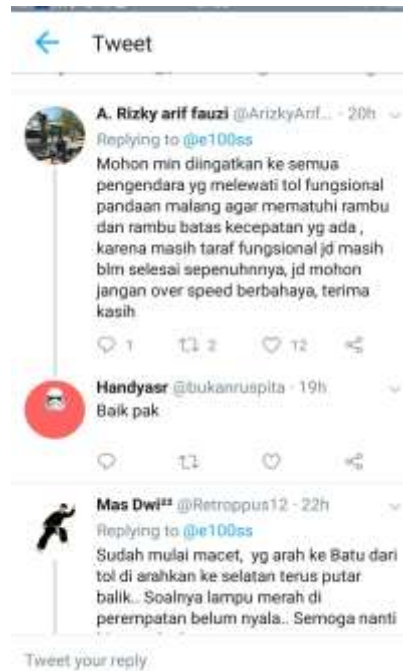 Tweet
A. Rizky arif fauzi @ArizkyArif... · 20h
Replying to @e100ss
Mohon min diingatkan ke semua
pengendara yg melewati tol fungsional
pandaan malang agar mematuhi rambu
dan rambu batas kecepatan yg ada ,
karena masih taraf fungsional jd masih
blm selesai sepenuhnnya, jd mohon
jangan over speed berbahaya, terima
kasih
1 2 12
Handyasr @bukanruspita · 19h
Baik pak
Mas Dwi²³ @Retroppus12 · 22h
Replying to @e100ss
Sudah mulai macet, yg arah ke Batu dari
tol di arahkan ke selatan terus putar
balik.. Soalnya lampu merah di
perempatan belum nyala.. Semoga nanti
Tweet your reply